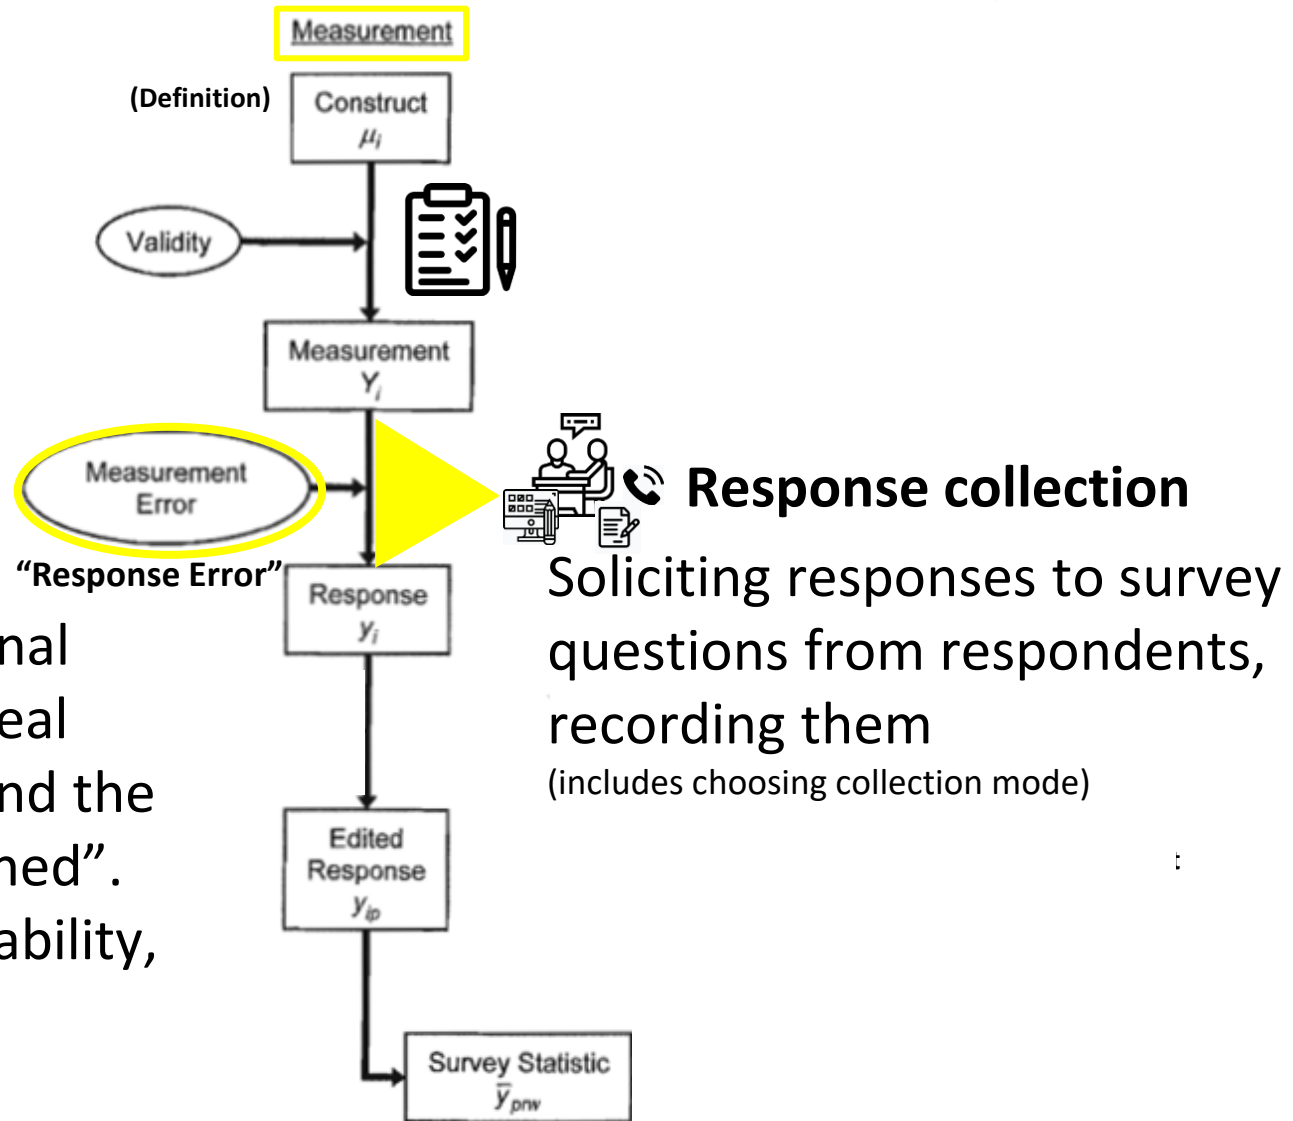 Measurement
(Definition)
Construct
μi
Validity
Measurement
Yi
Measurement
Error
Response collection
"Response Error"
Response
yi
Soliciting responses to survey
questions from respondents,
recording them
(includes choosing collection mode)
nal
eal
nd the
ned".
ability,
Edited
Response
yip
Survey Statistic
ȳprw